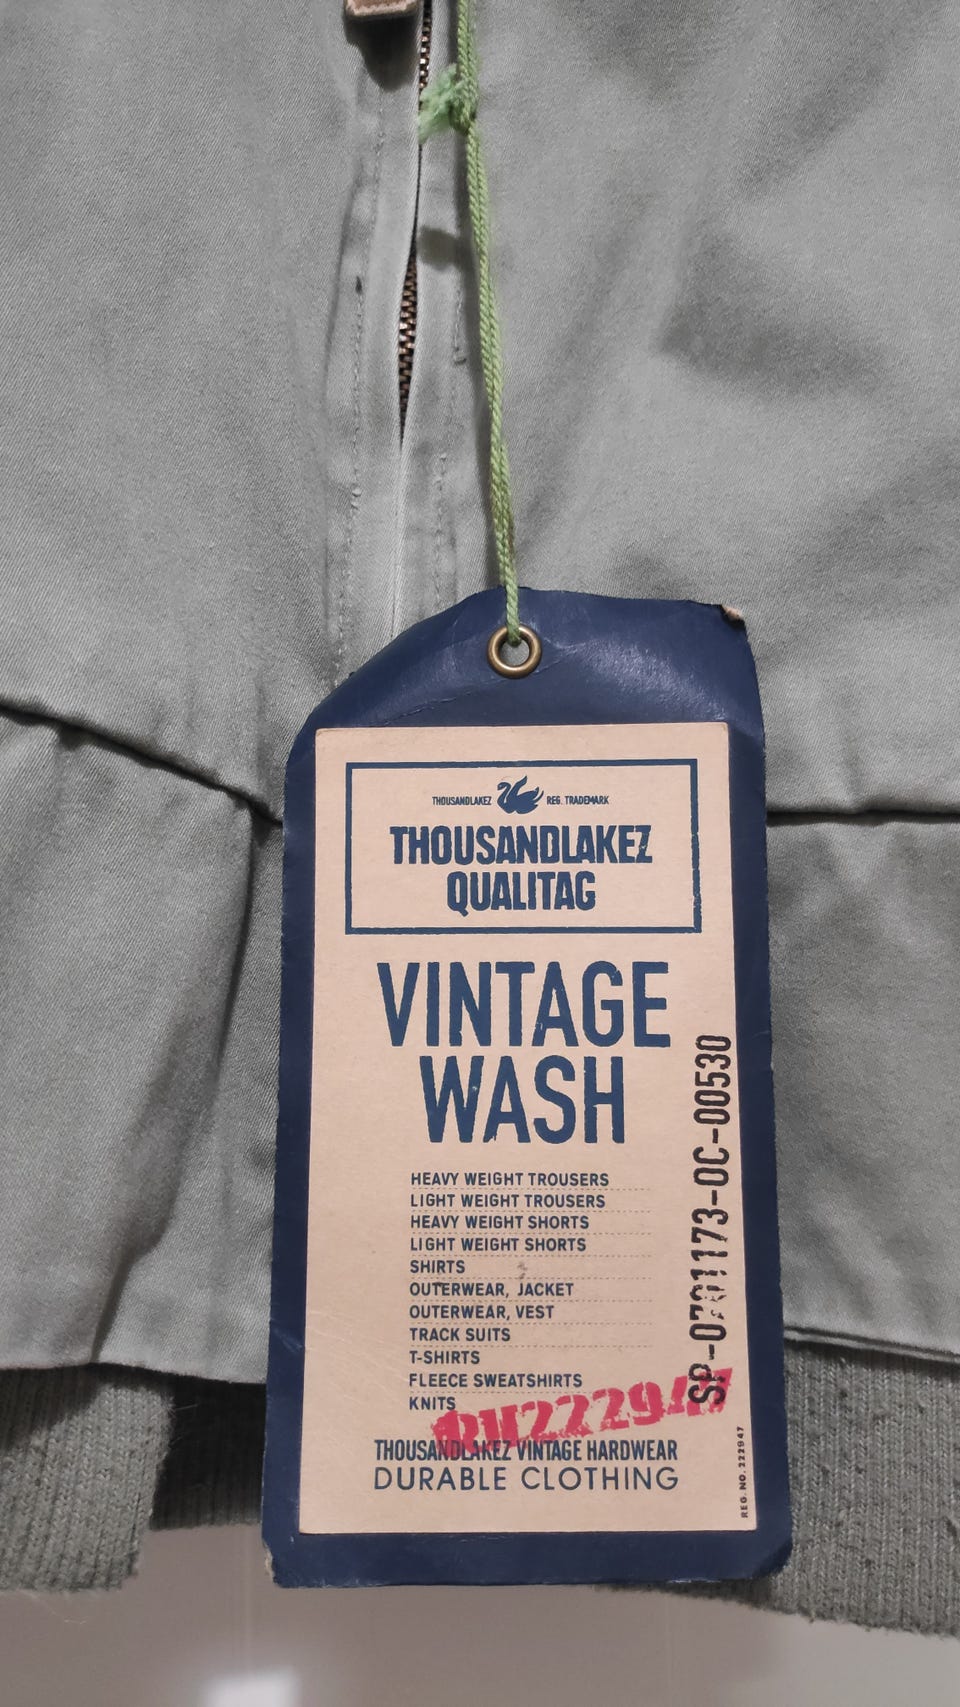 THOUSANDLAKEZ REG. TRADEMARK
THOUSANDLAKEZ
QUALITAG
VINTAGE
WASH
HEAVY WEIGHT TROUSERS
LIGHT WEIGHT TROUSERS
HEAVY WEIGHT SHORTS
LIGHT WEIGHT SHORTS
SHIRTS
OUTERWEAR, JACKET
OUTERWEAR, VEST
TRACK SUITS
T-SHIRTS
FLEECE SWEATSHIRTS
KNITS
THOUSANDLAKEZ VINTAGE HARDWEAR
DURABLE CLOTHING
REG. NO. 222947